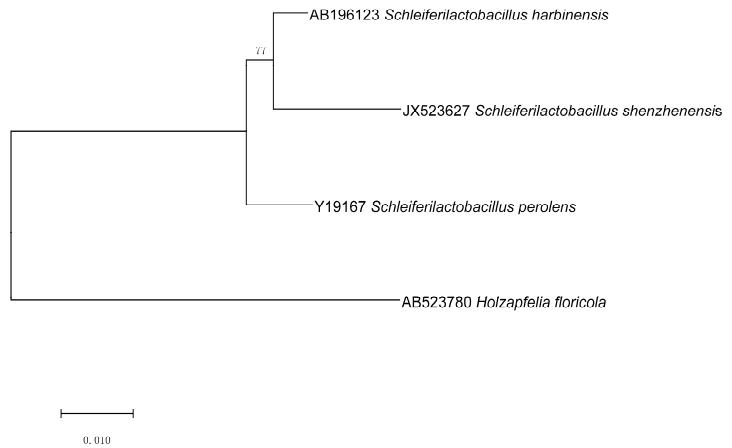 AB196123 Schleiferilactobacillus harbinensis
77
JX523627 Schleiferilactobacillus shenzhenensis
Y19167 Schleiferilactobacillus perolens
AB523780 Holzapfelia floricola
0.010